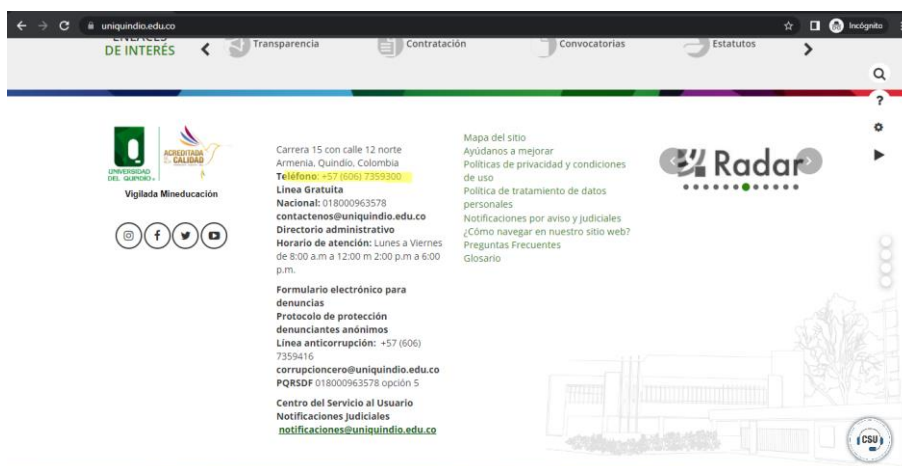 uniquindio.edu.co
Incógnito
ENLACES
DE INTERÉS
Transparencia
Contratación
Convocatorias
Estatutos
UNIVERSIDAD
DEL QUINDÍO
ACREDITADA
EN ALTA
CALIDAD
Vigilada Mineducación
Carrera 15 con calle 12 norte
Armenia, Quindio, Colombia
Teléfono: +57 (606) 7359300
Linea Gratuita
Nacional: 018000963578
contactenos@uniquindio.edu.co
Directorio administrativo
Horario de atención: Lunes a Viernes
de 8:00 a.m a 12:00 m 2:00 p.m a 6:00
p.m.
Formulario electrónico para
denuncias
Protocolo de protección
denunciantes anónimos
Línea anticorrupción: +57 (606)
7359416
corrupcioncero@uniquindio.edu.co
PQRSDF 018000963578 opción 5
Centro del Servicio al Usuario
Notificaciones Judiciales
notificaciones@uniquindio.edu.co
Mapa del sitio
Ayúdanos a mejorar
Políticas de privacidad y condiciones
de uso
Política de tratamiento de datos
personales
Notificaciones por aviso y judiciales
¿Cómo navegar en nuestro sitio web?
Preguntas Frecuentes
Glosario
Radar
?
CSU